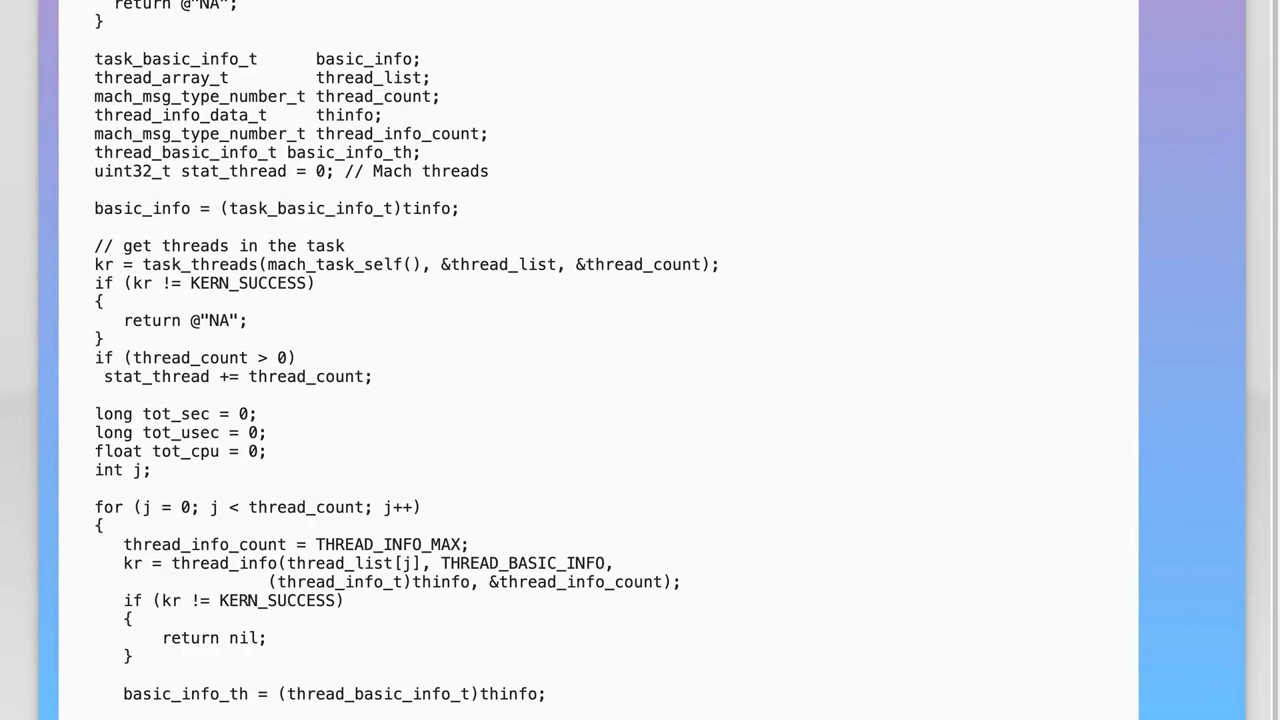 return @"NA";
}
task_basic_info_t      basic_info;
thread_array_t         thread_list;
mach_msg_type_number_t thread_count;
thread_info_data_t     thinfo;
mach_msg_type_number_t thread_info_count;
thread_basic_info_t basic_info_th;
uint32_t stat_thread = 0; // Mach threads
basic_info = (task_basic_info_t)tinfo;
// get threads in the task
kr = task_threads(mach_task_self(), &thread_list, &thread_count);
if (kr != KERN_SUCCESS)
{
   return @"NA";
}
if (thread_count > 0)
 stat_thread += thread_count;
long tot_sec = 0;
long tot_usec = 0;
float tot_cpu = 0;
int j;
for (j = 0; j < thread_count; j++)
{
   thread_info_count = THREAD_INFO_MAX;
   kr = thread_info(thread_list[j], THREAD_BASIC_INFO,
                  (thread_info_t)thinfo, &thread_info_count);
   if (kr != KERN_SUCCESS)
   {
       return nil;
   }
   basic_info_th = (thread_basic_info_t)thinfo;